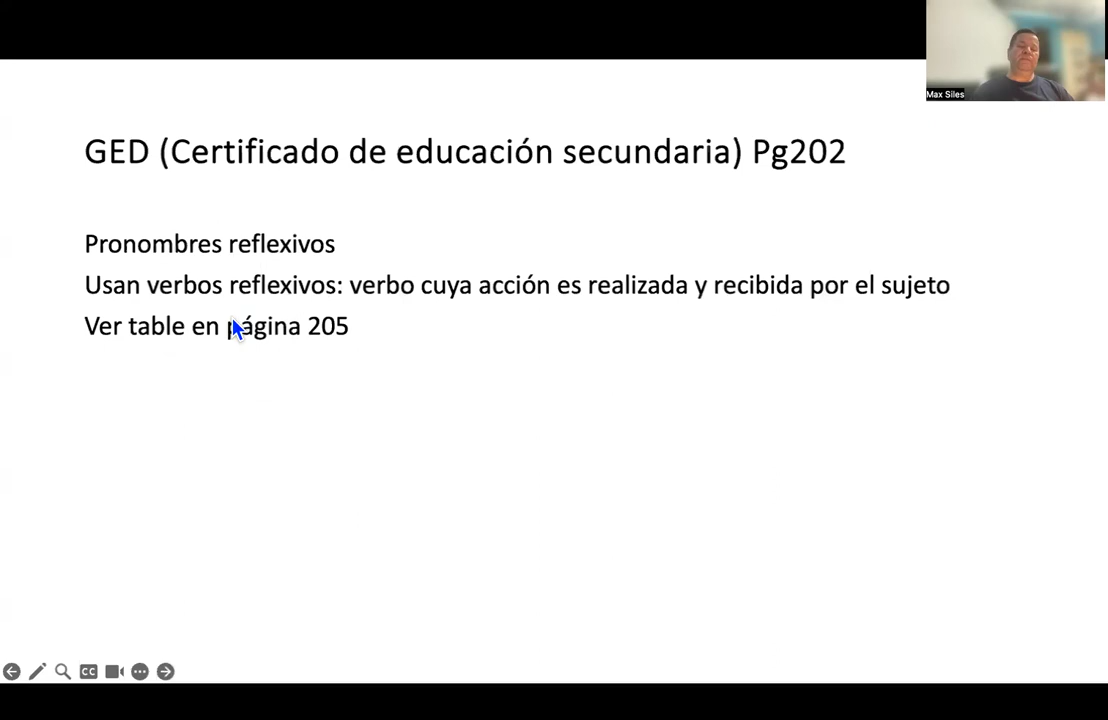 Max Siles
GED (Certificado de educación secundaria) Pg202
Pronombres reflexivos
Usan verbos reflexivos: verbo cuya acción es realizada y recibida por el sujeto
Ver table en página 205
CC